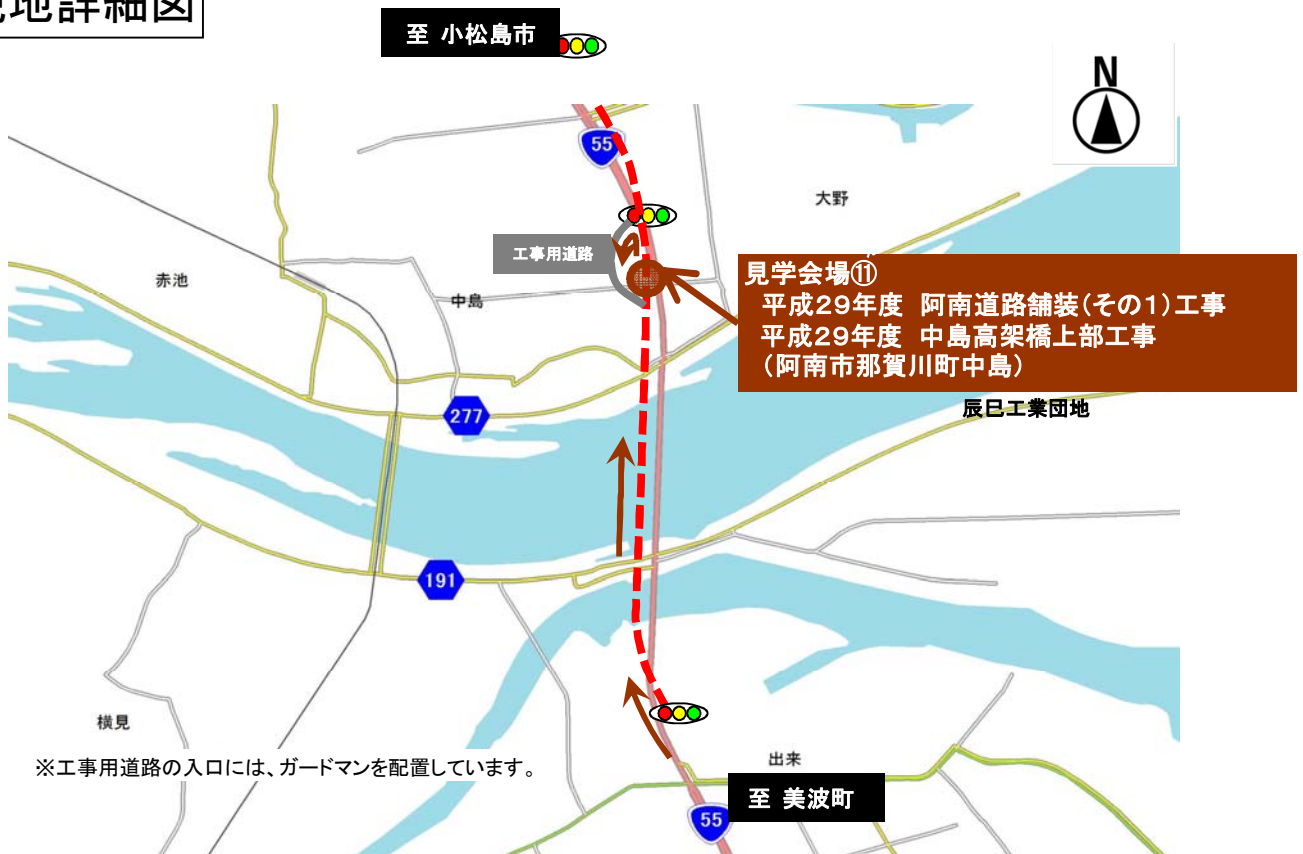 地詳細図
至 小松島市
N
55
大野
工事用道路
赤池
中島
見学会場⑪
平成29年度 阿南道路舗装(その1)工事
平成29年度 中島高架橋上部工事
(阿南市那賀川町中島)
辰巳工業団地
277
191
横見
※工事用道路の入口には、ガードマンを配置しています。
出来
至 美波町
55